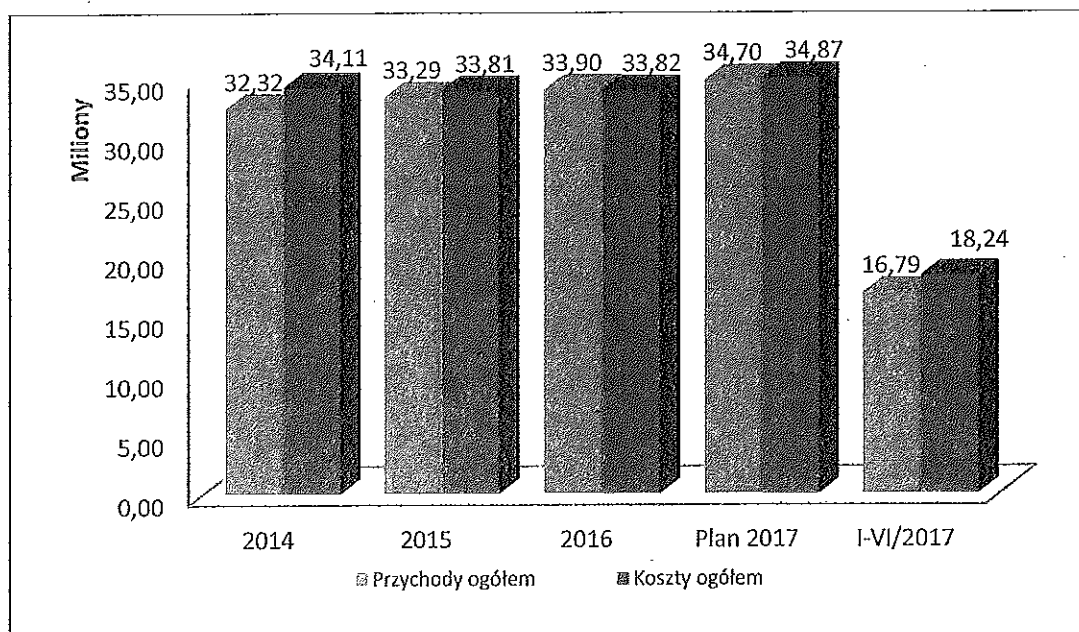 Miliony
35,00
30,00
25,00
20,00
15,00
10,00
5,00
0,00
32,32 34,11 33,29 33,81 33,90 33,82 34,70 34,87 16,79 18,24
2014 2015 2016 Plan 2017 I-VI/2017
Przychody ogółem Koszty ogółem